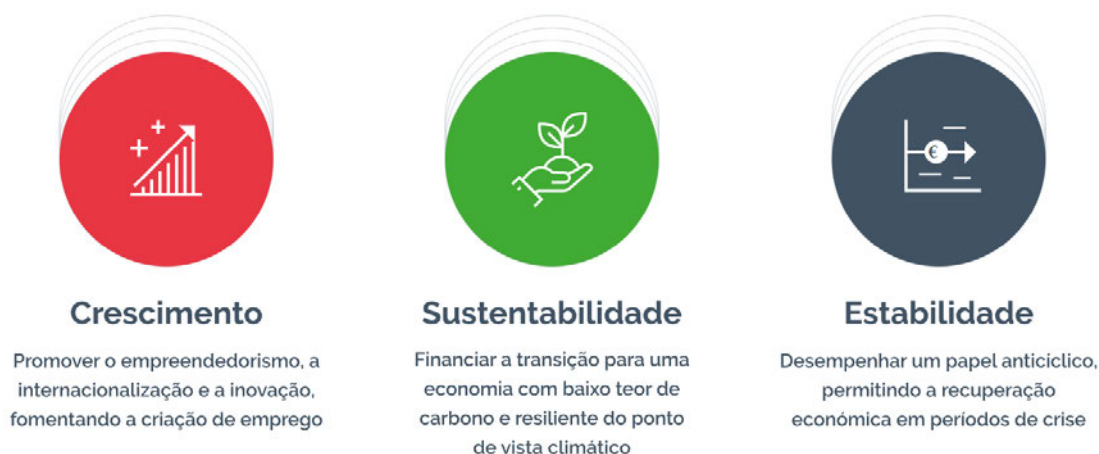 Crescimento
Promover o empreendedorismo, a
internacionalização e a inovação,
fomentando a criação de emprego
Sustentabilidade
Financiar a transição para uma
economia com baixo teor de
carbono e resiliente do ponto
de vista climático
€
Estabilidade
Desempenhar um papel anticíclico,
permitindo a recuperação
económica em períodos de crise